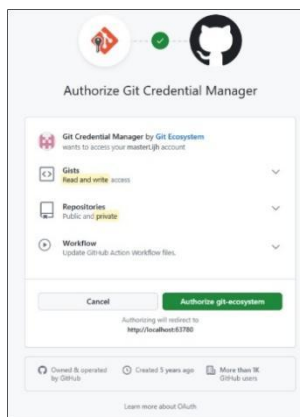 Authorize Git Credential Manager
Git Credential Manager by Git Ecosystem
wants to access your masterLijh account
Gists
Read and write access
Repositories
Public and private
Workflow
Update GitHub Action Workflow files.
Cancel
Authorize git-ecosystem
Authorizing will redirect to
http://localhost:63780
Owned & operated
by GitHub
Created 5 years ago
More than 1K
GitHub users
Learn more about OAuth